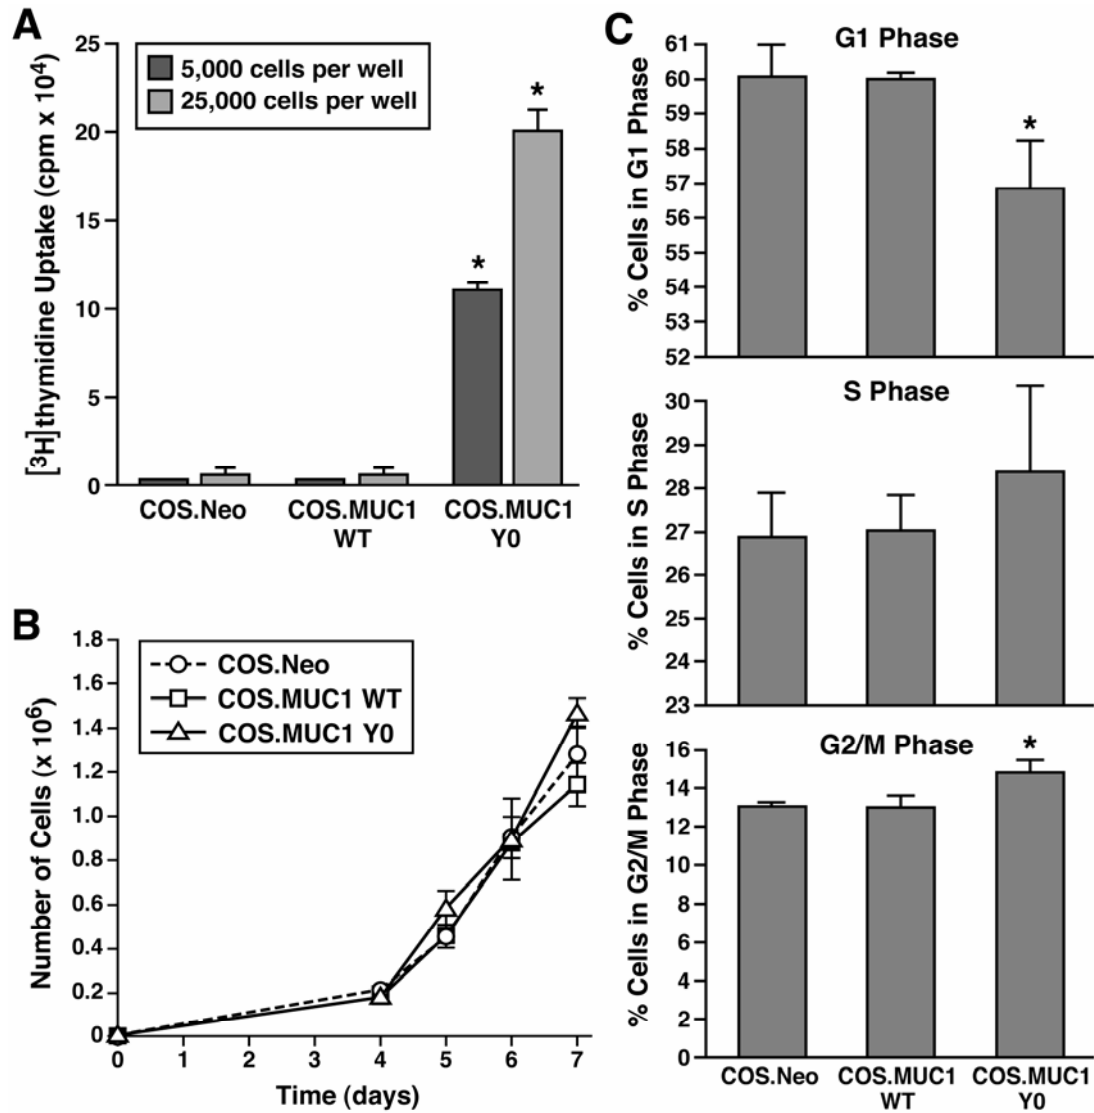 A
[³H]thymidine Uptake (cpm x 10⁴)
25
20
15
10
5
0
5,000 cells per well
25,000 cells per well
*
*
COS.Neo
COS.MUC1
WT
COS.MUC1
Y0
B
Number of Cells (x 10⁶)
1.8
1.6
1.4
1.2
1.0
0.8
0.6
0.4
0.2
0
COS.Neo
COS.MUC1 WT
COS.MUC1 Y0
0 1 2 3 4 5 6 7
Time (days)
C
G1 Phase
% Cells in G1 Phase
61
60
59
58
57
56
55
54
53
52
*
S Phase
% Cells in S Phase
30
29
28
27
26
25
24
23
G2/M Phase
% Cells in G2/M Phase
16
14
12
10
8
6
4
2
0
*
COS.Neo
COS.MUC1
WT
COS.MUC1
Y0